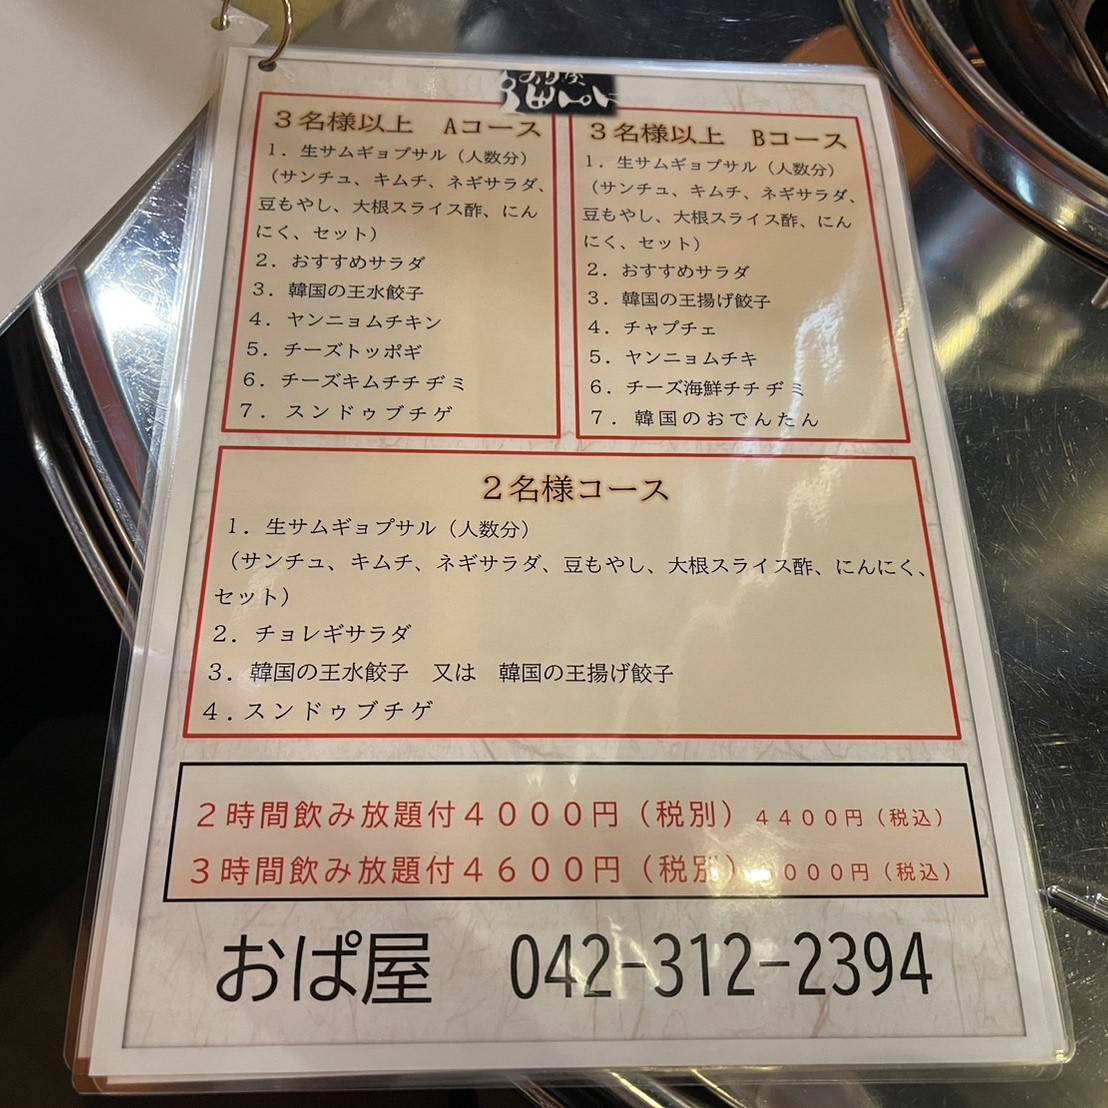 おぱ屋
3名様以上　Aコース
1．生サムギョプサル（人数分）
（サンチュ、キムチ、ネギサラダ、
豆もやし、大根スライス酢、にん
にく、セット）
2．おすすめサラダ
3．韓国の王水餃子
4．ヤンニョムチキン
5．チーズトッポギ
6．チーズキムチチヂミ
7．スンドゥブチゲ
3名様以上　Bコース
1．生サムギョプサル（人数分）
（サンチュ、キムチ、ネギサラダ、
豆もやし、大根スライス酢、にん
にく、セット）
2．おすすめサラダ
3．韓国の王揚げ餃子
4．チャプチェ
5．ヤンニョムチキ
6．チーズ海鮮チチヂミ
7．韓国のおでんたん
２名様コース
1．生サムギョプサル（人数分）
（サンチュ、キムチ、ネギサラダ、豆もやし、大根スライス酢、にんにく、
セット）
2．チョレギサラダ
3．韓国の王水餃子　又は　韓国の王揚げ餃子
4．スンドゥブチゲ
２時間飲み放題付４０００円（税別）４４００円（税込）
３時間飲み放題付４６００円（税別）０００円（税込）
おぱ屋　042-312-2394